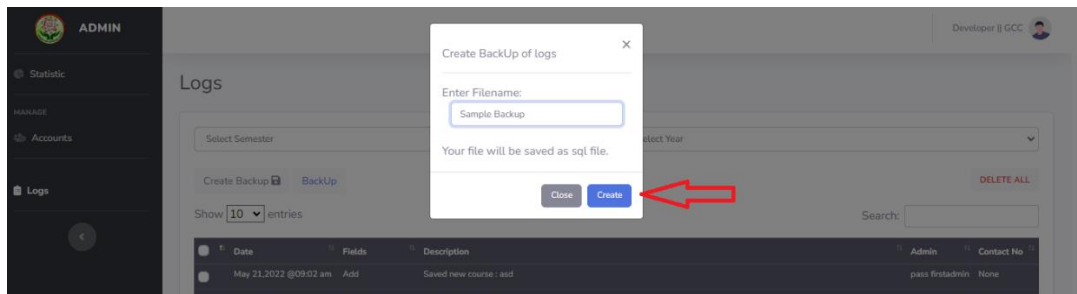 ADMIN
Developer || GCC
Create BackUp of logs
×
Statistic
Logs
Enter Filename:
Sample Backup
MANAGE
Accounts
Select Semester
elect Year
Your file will be saved as sql file.
Create Backup
BackUp
DELETE ALL
Logs
Close
Create
Show 10 entries
Search:
Date
Fields
Description
Admin
Contact No
May 21,2022 @09:02 am
Add
Saved new course : asd
pass firstadmin
None